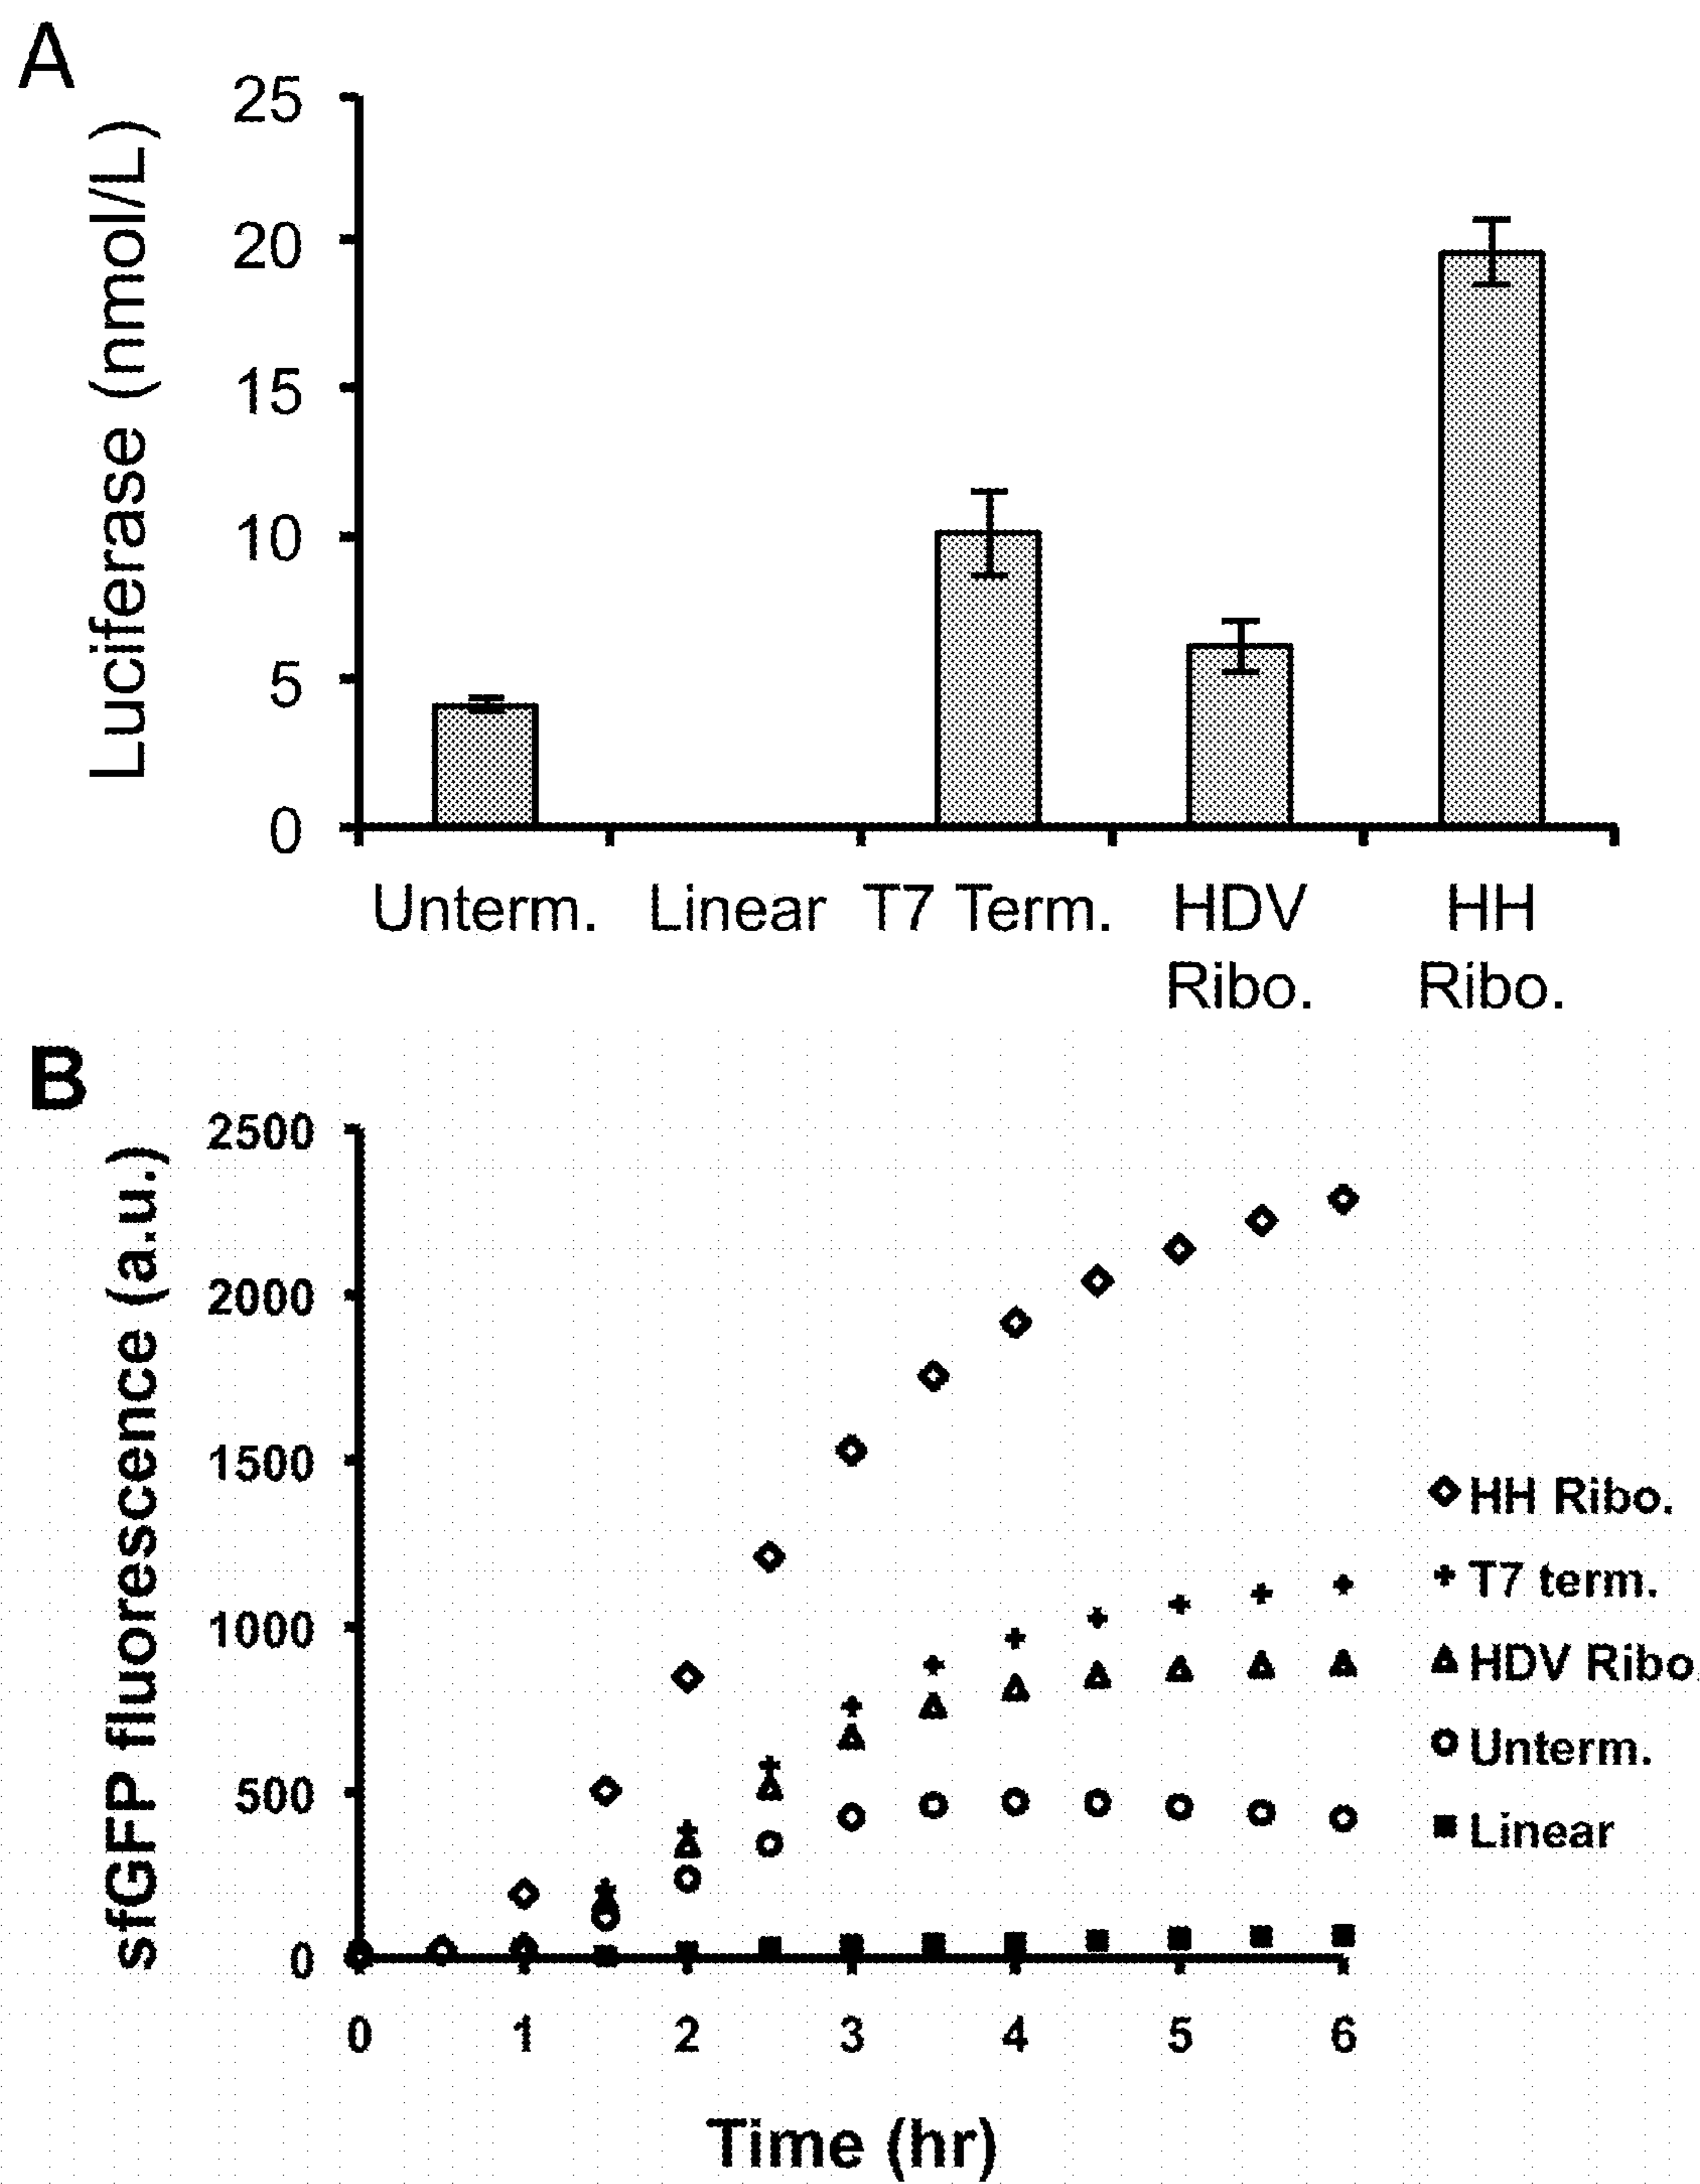 A
Luciferase (nmol/L)
25
20
15
10
5
0
Unterm. Linear T7 Term. HDV Ribo. HH Ribo.
B
sfGFP fluorescence (a.u.)
2500
2000
1500
1000
500
0
0 1 2 3 4 5 6
Time (hr)
HH Ribo.
T7 term.
HDV Ribo
Unterm.
Linear